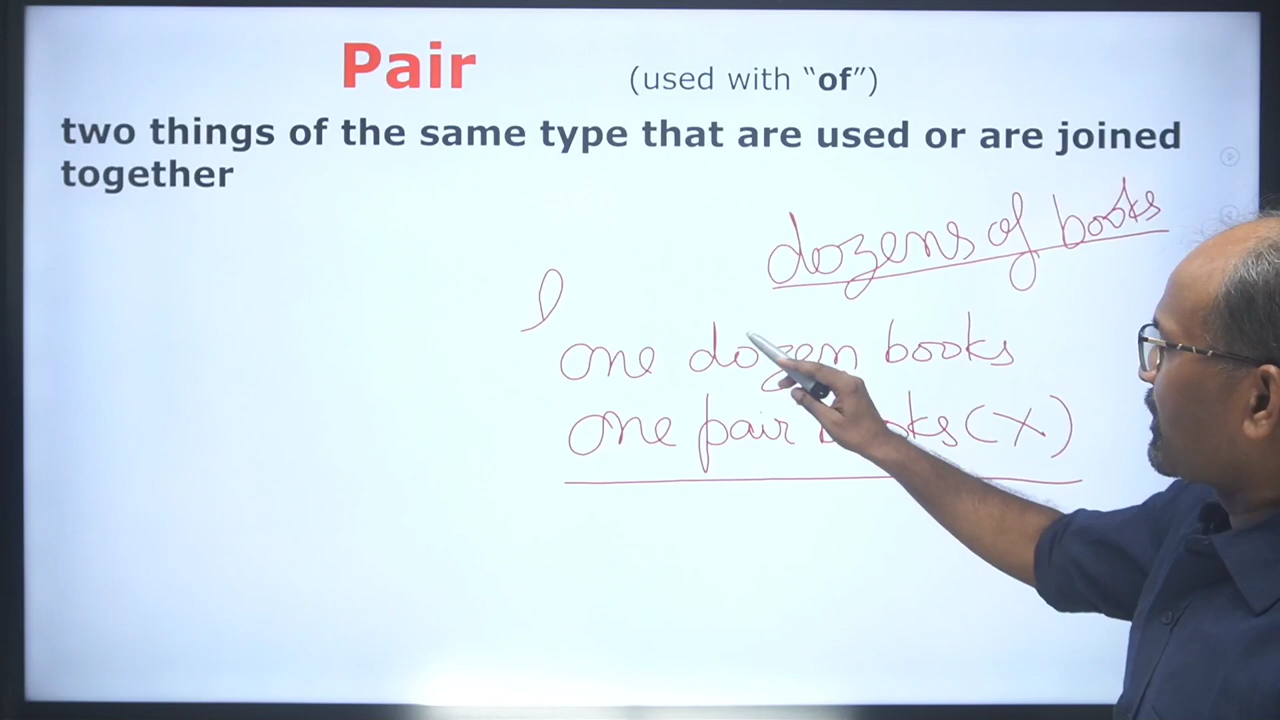 Pair (used with “of”)
two things of the same type that are used or are joined
together
dozens of books
one dozen books
one pair books (X)